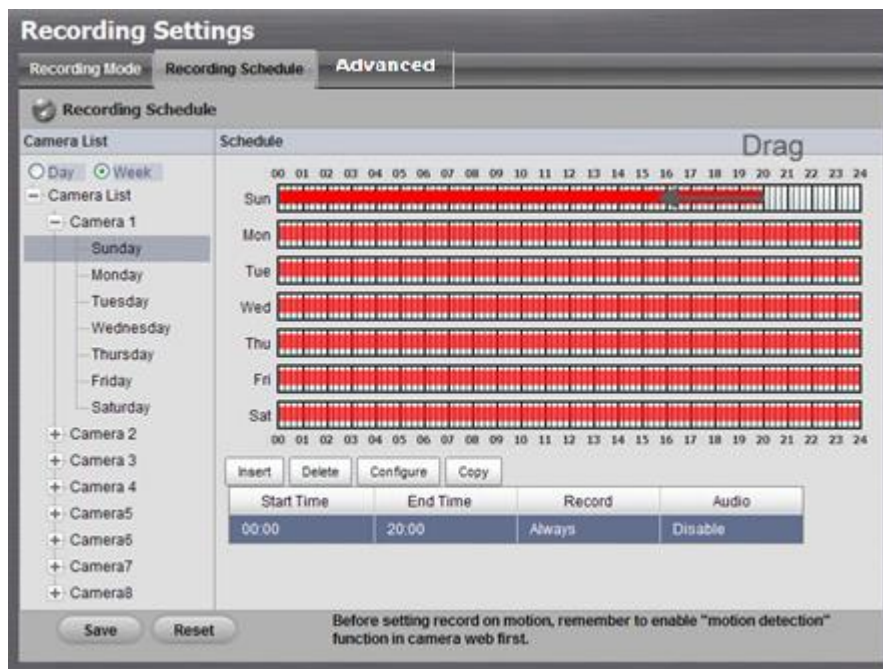 Recording Settings
Recording Mode Recording Schedule Advanced
Recording Schedule
Camera List
Day Week
Camera List
Camera 1
Sunday
Monday
Tuesday
Wednesday
Thursday
Friday
Saturday
Camera 2
Camera 3
Camera 4
Camera5
Camera6
Camera7
Camera8
Schedule
Drag
00 01 02 03 04 05 06 07 08 09 10 11 12 13 14 15 16 17 18 19 20 21 22 23 24
Sun
Mon
Tue
Wed
Thu
Fri
Sat
00 01 02 03 04 05 06 07 08 09 10 11 12 13 14 15 16 17 18 19 20 21 22 23 24
Insert Delete Configure Copy
Start Time End Time Record Audio
00:00 20:00 Always Disable
Save Reset
Before setting record on motion, remember to enable "motion detection"
function in camera web first.